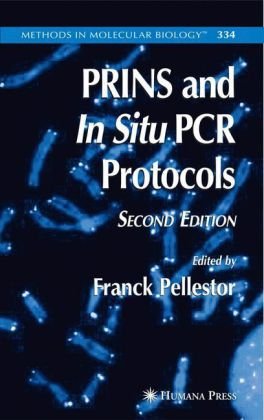 METHODS IN MOLECULAR BIOLOGY™ 334
PRINS and
In Situ PCR
Protocols
SECOND EDITION
Edited by
Franck Pellestor
HUMANA PRESS